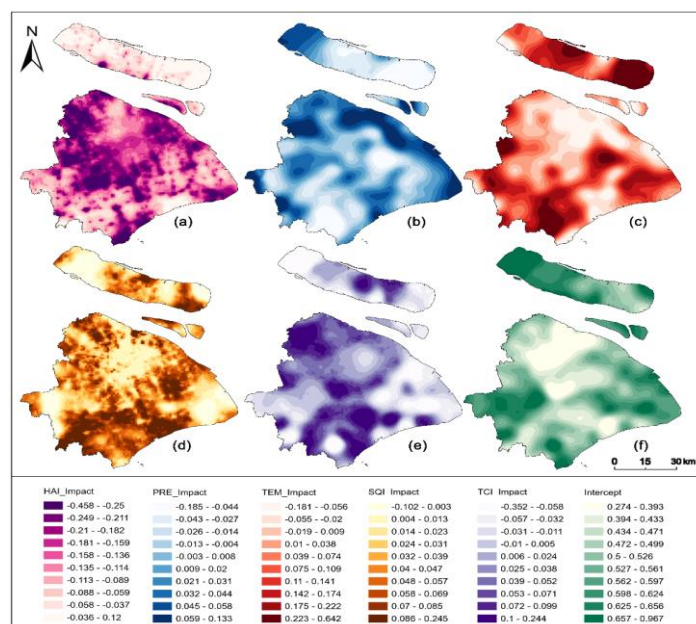 N
(a)
(b)
(c)
(d)
(e)
(f)
0 15 30 km
HAI_Impact
-0.458 - -0.25
-0.249 - -0.211
-0.21 - -0.182
-0.181 - -0.159
-0.158 - -0.136
-0.135 - -0.114
-0.113 - -0.089
-0.088 - -0.059
-0.058 - -0.037
-0.036 - 0.12
PRE_Impact
-0.185 - -0.044
-0.043 - -0.027
-0.026 - -0.014
-0.013 - -0.004
-0.003 - 0.008
0.009 - 0.02
0.021 - 0.031
0.032 - 0.044
0.045 - 0.058
0.059 - 0.133
TEM_Impact
-0.181 - -0.056
-0.055 - -0.02
-0.019 - 0.009
0.01 - 0.038
0.039 - 0.074
0.075 - 0.109
0.11 - 0.141
0.142 - 0.174
0.175 - 0.222
0.223 - 0.642
SQI_Impact
-0.102 - 0.003
0.004 - 0.013
0.014 - 0.023
0.024 - 0.031
0.032 - 0.039
0.04 - 0.047
0.048 - 0.057
0.058 - 0.069
0.07 - 0.085
0.086 - 0.245
TCI_Impact
-0.352 - -0.058
-0.057 - -0.032
-0.031 - -0.011
-0.01 - 0.005
0.006 - 0.024
0.025 - 0.038
0.039 - 0.052
0.053 - 0.071
0.072 - 0.099
0.1 - 0.244
Intercept
0.274 - 0.393
0.394 - 0.433
0.434 - 0.471
0.472 - 0.499
0.5 - 0.526
0.527 - 0.561
0.562 - 0.597
0.598 - 0.624
0.625 - 0.656
0.657 - 0.967